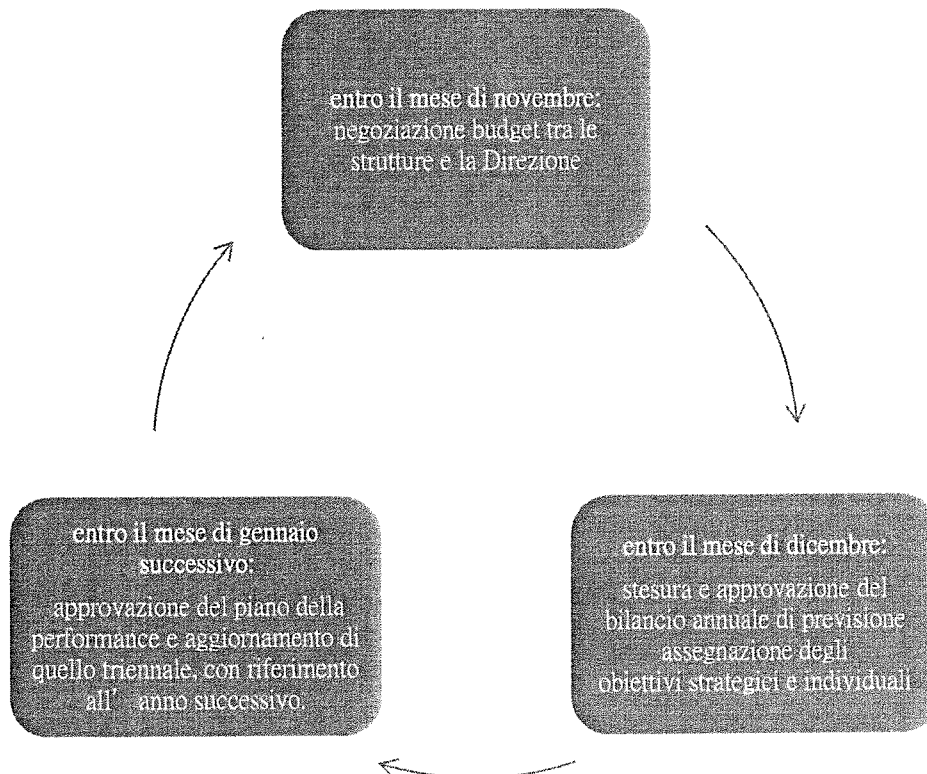 entro il mese di novembre:
negoziazione budget tra le
strutture e la Direzione
entro il mese di dicembre:
stesura e approvazione del
bilancio annuale di previsione
assegnazione degli
obiettivi strategici e individuali
entro il mese di gennaio
successivo:
approvazione del piano della
performance e aggiornamento di
quello triennale, con riferimento
all' anno successivo.